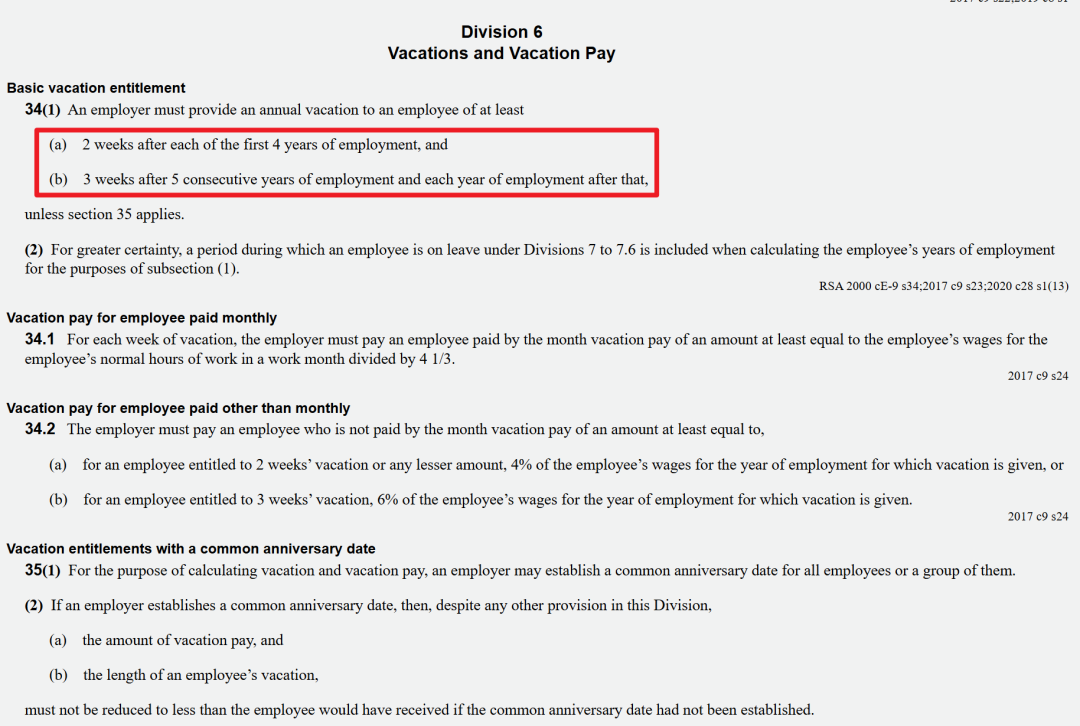 Division 6
Vacations and Vacation Pay
Basic vacation entitlement
34(1) An employer must provide an annual vacation to an employee of at least
(a) 2 weeks after each of the first 4 years of employment, and
(b) 3 weeks after 5 consecutive years of employment and each year of employment after that,
unless section 35 applies.
(2) For greater certainty, a period during which an employee is on leave under Divisions 7 to 7.6 is included when calculating the employee’s years of employment
for the purposes of subsection (1).
RSA 2000 cE-9 s34;2017 c9 s23;2020 c28 s1(13)
Vacation pay for employee paid monthly
34.1 For each week of vacation, the employer must pay an employee paid by the month vacation pay of an amount at least equal to the employee’s wages for the
employee’s normal hours of work in a work month divided by 4 1/3.
2017 c9 s24
Vacation pay for employee paid other than monthly
34.2 The employer must pay an employee who is not paid by the month vacation pay of an amount at least equal to,
(a) for an employee entitled to 2 weeks’ vacation or any lesser amount, 4% of the employee’s wages for the year of employment for which vacation is given, or
(b) for an employee entitled to 3 weeks’ vacation, 6% of the employee’s wages for the year of employment for which vacation is given.
2017 c9 s24
Vacation entitlements with a common anniversary date
35(1) For the purpose of calculating vacation and vacation pay, an employer may establish a common anniversary date for all employees or a group of them.
(2) If an employer establishes a common anniversary date, then, despite any other provision in this Division,
(a) the amount of vacation pay, and
(b) the length of an employee’s vacation,
must not be reduced to less than the employee would have received if the common anniversary date had not been established.